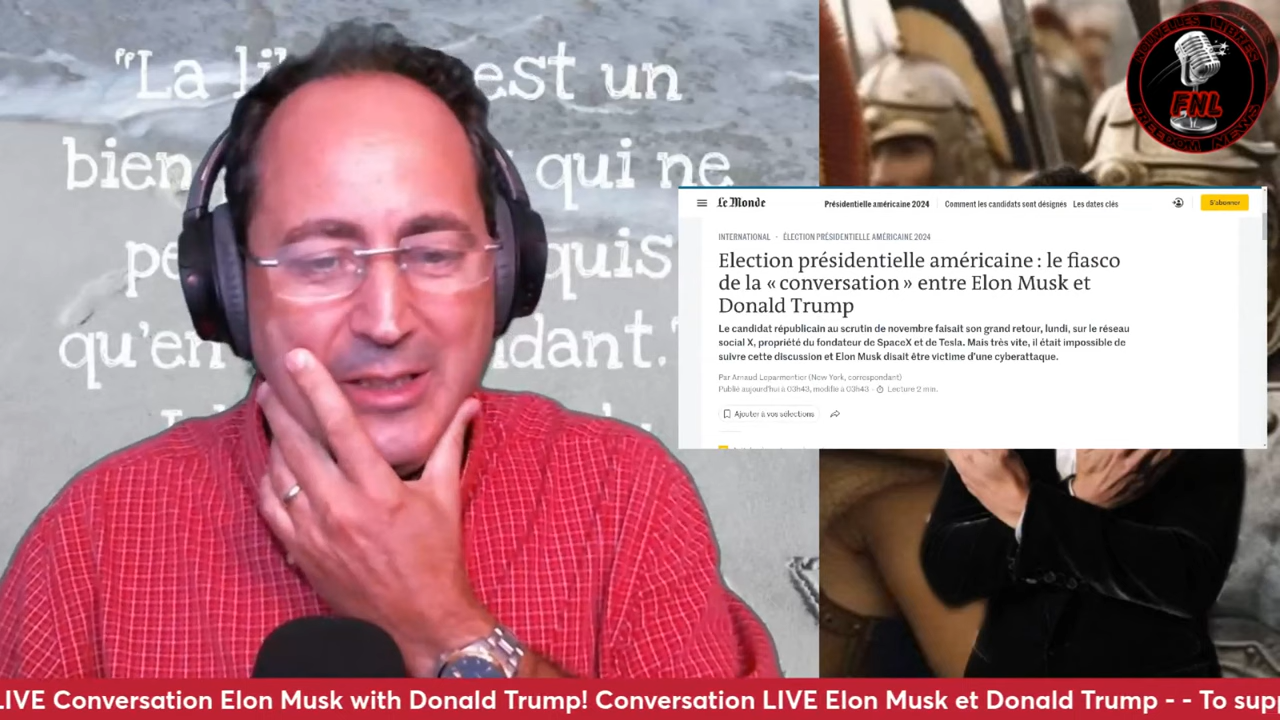 "La li est un
bien qui ne
pe quis
qu'en dant."
NOUVELLES LIBRES
FNL
FREEDOM NEWS
Le Monde
Présidentielle américaine 2024
Comment les candidats sont désignés
Les dates clés
S'abonner
INTERNATIONAL · ÉLECTION PRÉSIDENTIELLE AMÉRICAINE 2024
Election présidentielle américaine : le fiasco
de la « conversation » entre Elon Musk et
Donald Trump
Le candidat républicain au scrutin de novembre faisait son grand retour, lundi, sur le réseau
social X, propriété du fondateur de SpaceX et de Tesla. Mais très vite, il était impossible de
suivre cette discussion et Elon Musk disait être victime d'une cyberattaque.
Par Arnaud Leparmentier (New York, correspondant)
Publié aujourd'hui à 03h43, modifié à 03h43 · Lecture 2 min.
Ajouter à vos sélections
LIVE Conversation Elon Musk with Donald Trump! Conversation LIVE Elon Musk et Donald Trump - - To supp